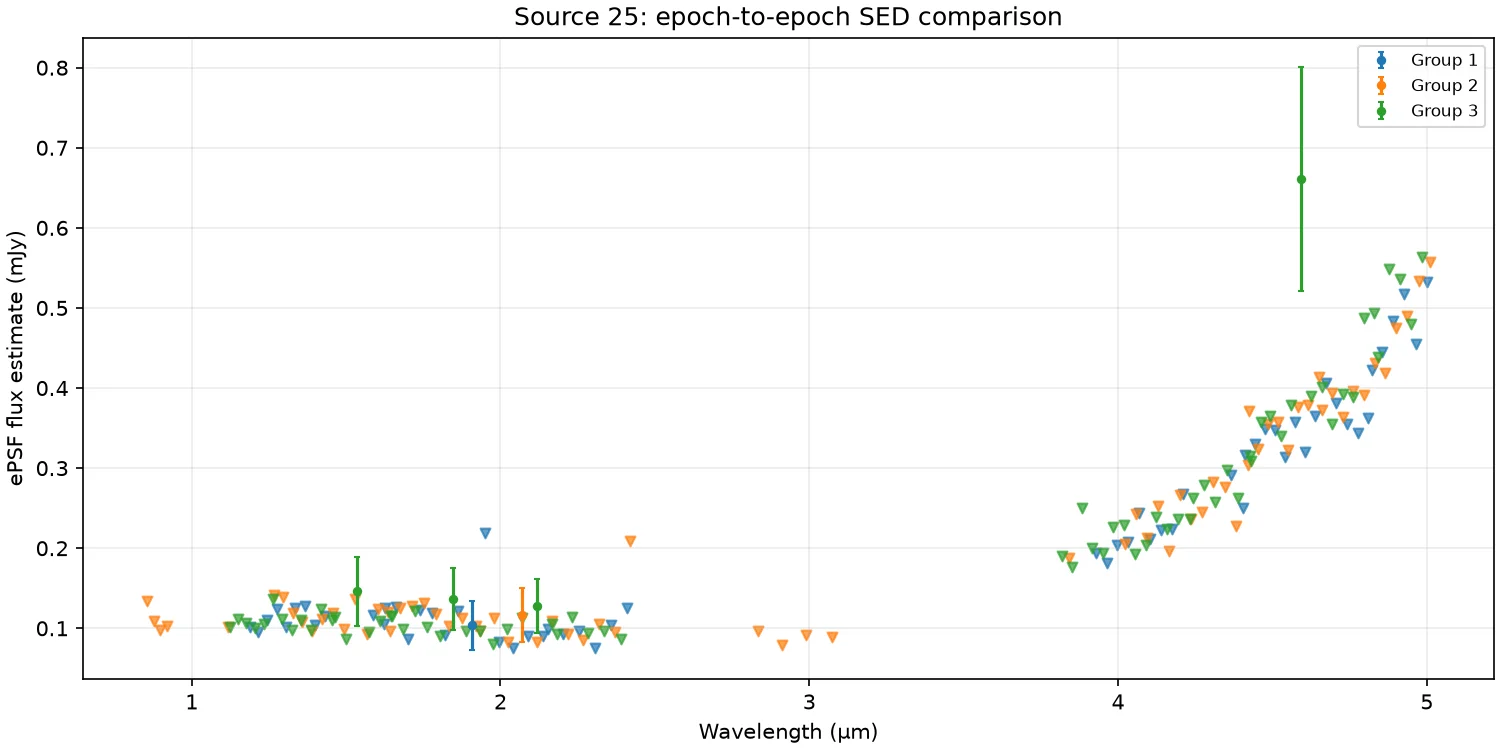 Source 25: epoch-to-epoch SED comparison
Group 1
Group 2
Group 3
ePSF flux estimate (mJy)
0.8
0.7
0.6
0.5
0.4
0.3
0.2
0.1
1 2 3 4 5
Wavelength (μm)